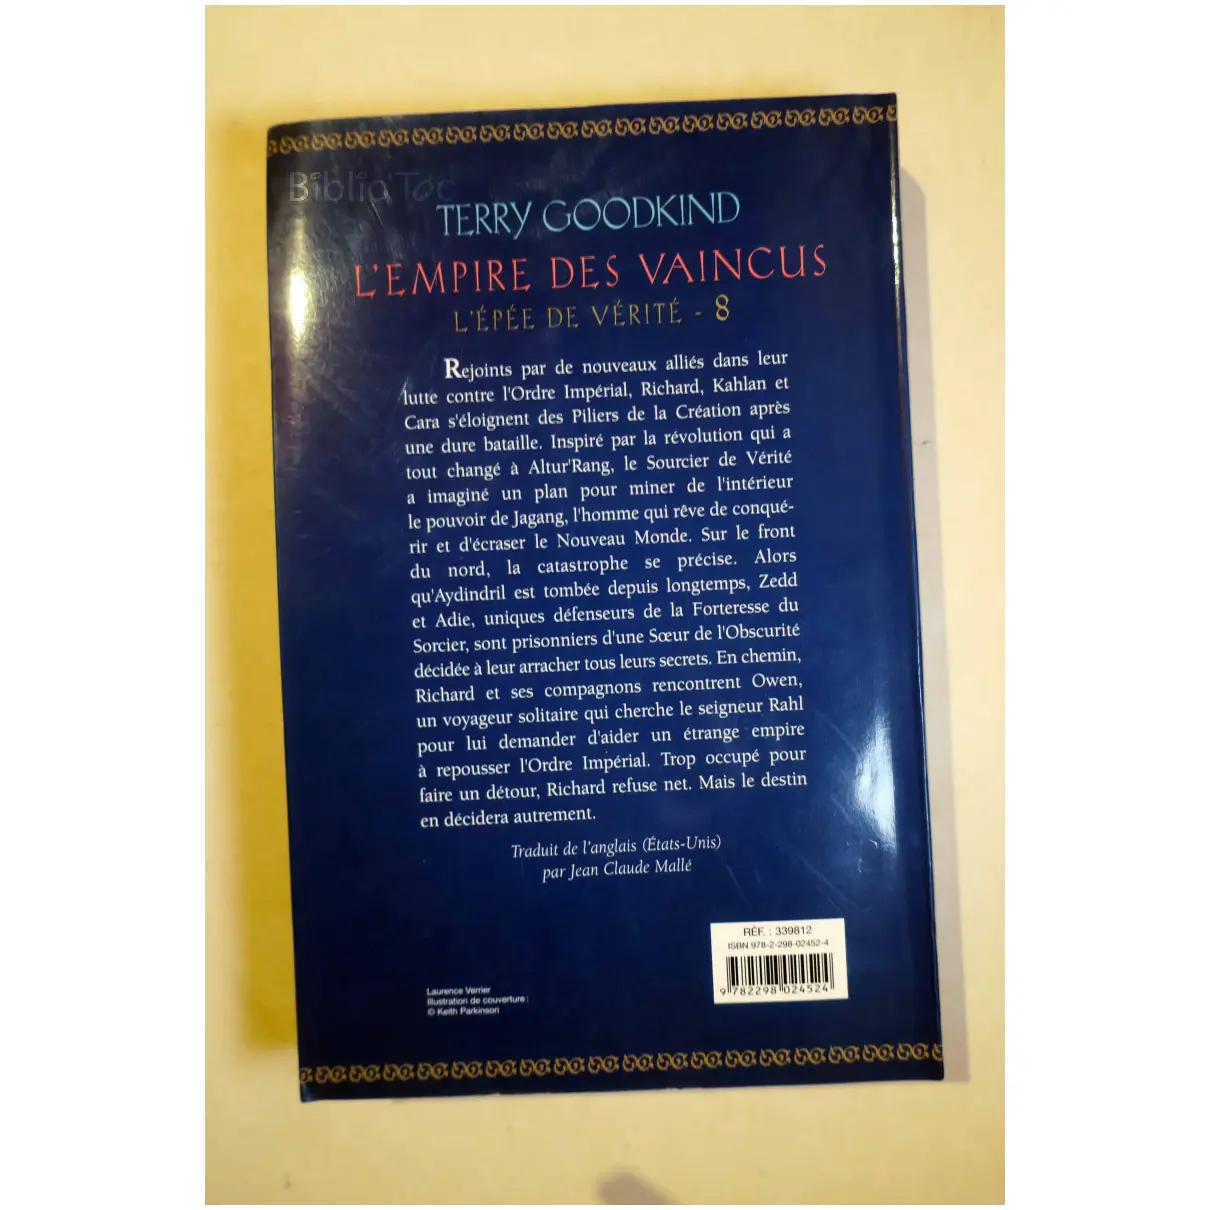 Biblio'Toc
TERRY GOODKIND
L'EMPIRE DES VAINCUS
L'ÉPÉE DE VÉRITÉ - 8
Rejoints par de nouveaux alliés dans leur
lutte contre l'Ordre Impérial, Richard, Kahlan et
Cara s'éloignent des Piliers de la Création après
une dure bataille. Inspiré par la révolution qui a
tout changé à Altur'Rang, le Sourcier de Vérité
a imaginé un plan pour miner de l'intérieur
le pouvoir de Jagang, l'homme qui rêve de conqué-
rir et d'écraser le Nouveau Monde. Sur le front
du nord, la catastrophe se précise. Alors
qu'Aydindril est tombée depuis longtemps, Zedd
et Adie, uniques défenseurs de la Forteresse du
Sorcier, sont prisonniers d'une Sœur de l'Obscurité
décidée à leur arracher tous leurs secrets. En chemin,
Richard et ses compagnons rencontrent Owen,
un voyageur solitaire qui cherche le seigneur Rahl
pour lui demander d'aider un étrange empire
à repousser l'Ordre Impérial. Trop occupé pour
faire un détour, Richard refuse net. Mais le destin
en décidera autrement.
Traduit de l'anglais (États-Unis)
par Jean Claude Mallé
RÉF. : 339812
ISBN 978-2-298-02452-4
9 782298 024524
Laurence Verrier
Illustration de couverture :
© Keith Parkinson